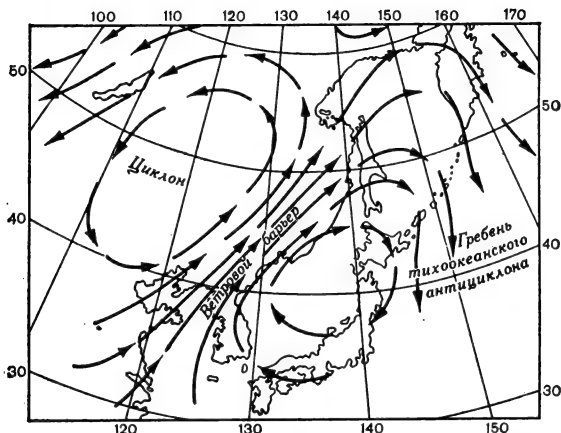 100 110 120 130 140 150 160 170
50
50
Циклон
Ветровой барьер
40
40
Гребень
тихоокеанского
антициклона
30
30
120 130 140 150